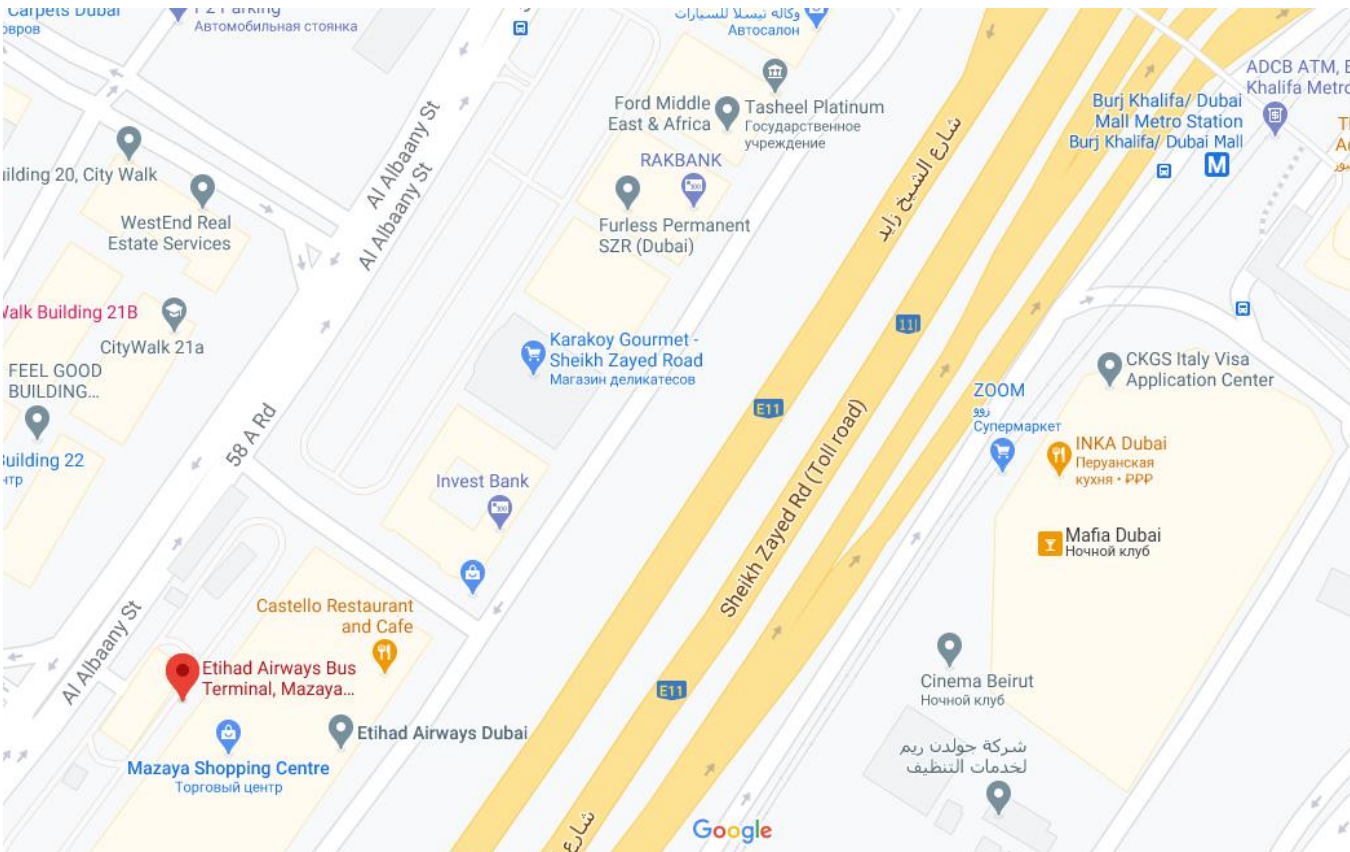 Carpets Dubai
овров
P2 Parking
Автомобильная стоянка
وكالة تيسلا للسيارات
Автосалон
ADCB ATM, B
Khalifa Metro
Ford Middle
East & Africa
Tasheel Platinum
Государственное
учреждение
Burj Khalifa/ Dubai
Mall Metro Station
Burj Khalifa/ Dubai Mall
M
RAKBANK
شارع الشيخ زايد
Al Albaany St
Al Albaany St
uilding 20, City Walk
WestEnd Real
Estate Services
Furless Permanent
SZR (Dubai)
Walk Building 21B
CityWalk 21a
11
Karakoy Gourmet -
Sheikh Zayed Road
Магазин деликатесов
CKGS Italy Visa
Application Center
FEEL GOOD
BUILDING...
E11
ZOOM
زوو
Супермаркет
58 A Rd
INKA Dubai
Перуанская
кухня • ₽₽₽
Building 22
нтр
Invest Bank
Sheikh Zayed Rd (Toll road)
Mafia Dubai
Ночной клуб
Castello Restaurant
and Cafe
Al Albaany St
Etihad Airways Bus
Terminal, Mazaya...
E11
Cinema Beirut
Ночной клуб
Etihad Airways Dubai
Mazaya Shopping Centre
Торговый центр
شركة جولدن ريم
لخدمات التنظيف
شارع
Google